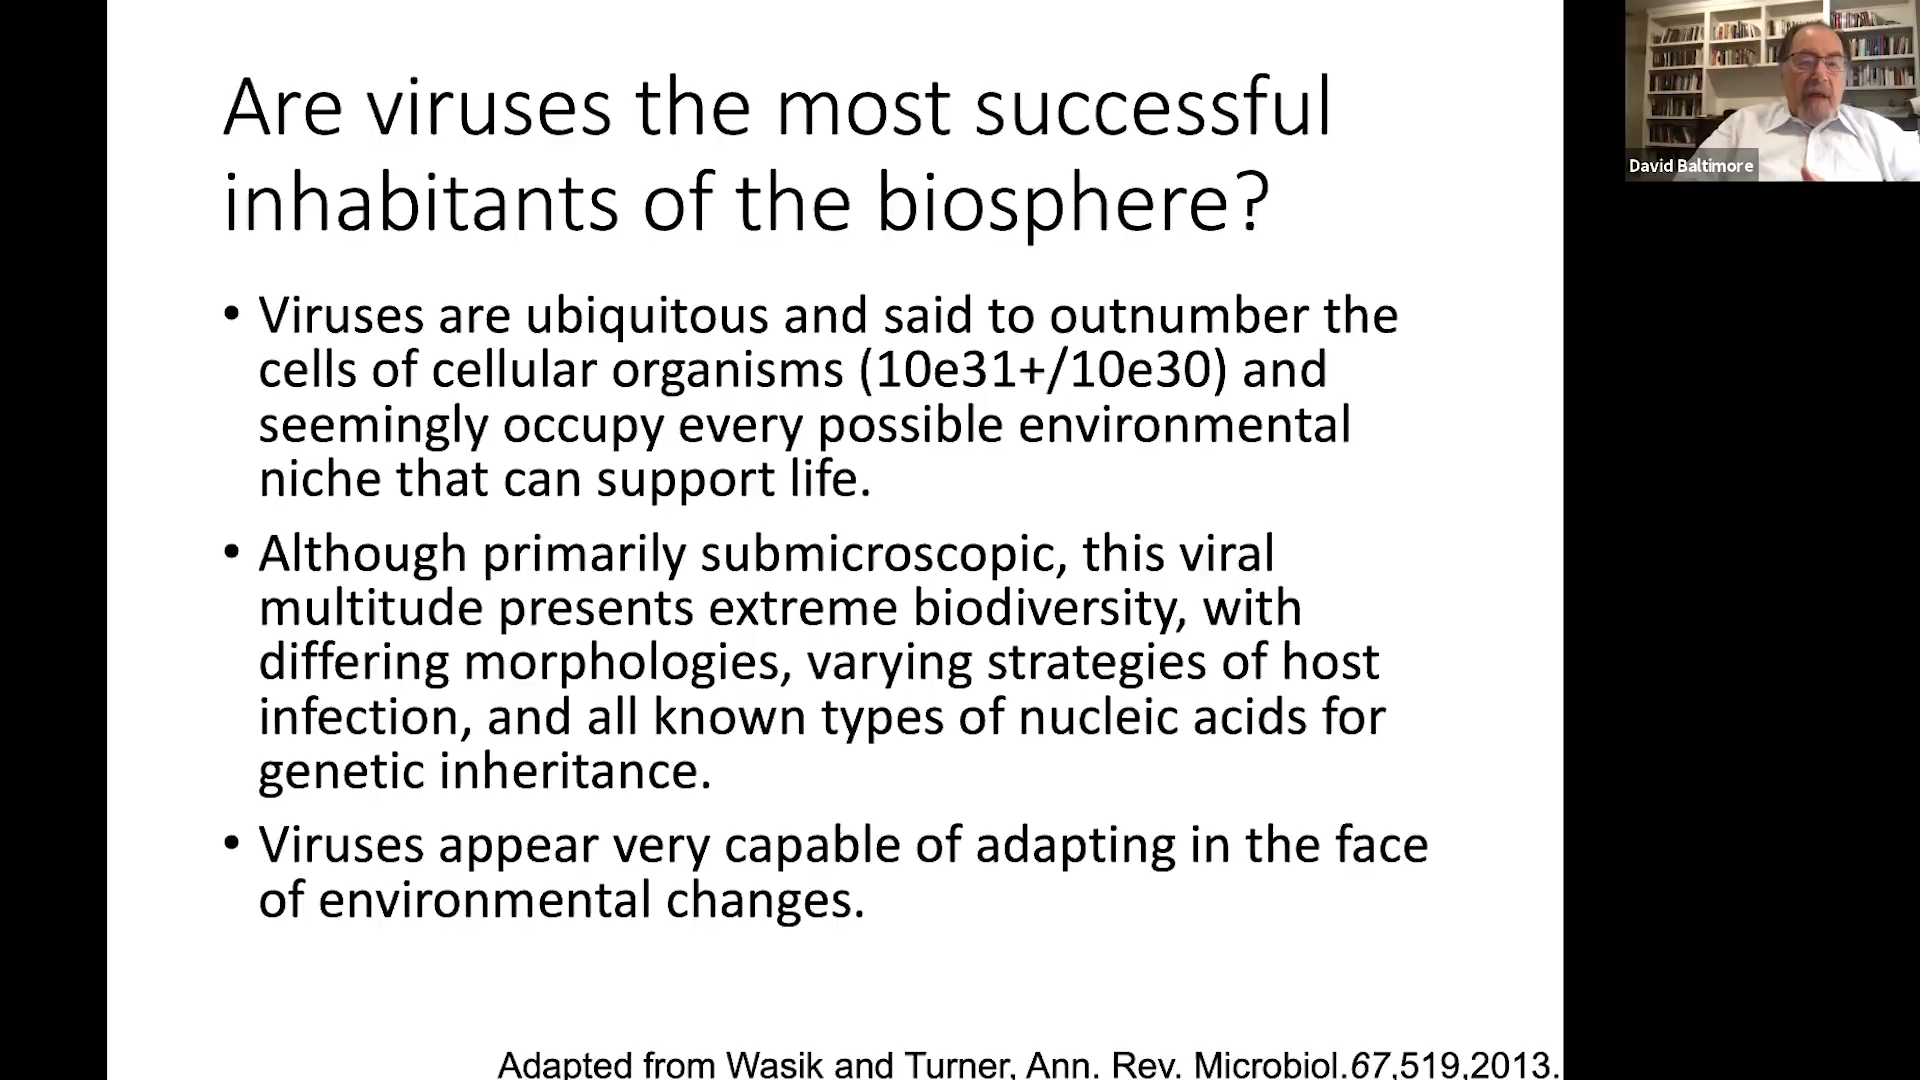 Are viruses the most successful
inhabitants of the biosphere?
• Viruses are ubiquitous and said to outnumber the
cells of cellular organisms (10e31+/10e30) and
seemingly occupy every possible environmental
niche that can support life.
• Although primarily submicroscopic, this viral
multitude presents extreme biodiversity, with
differing morphologies, varying strategies of host
infection, and all known types of nucleic acids for
genetic inheritance.
• Viruses appear very capable of adapting in the face
of environmental changes.
Adapted from Wasik and Turner, Ann. Rev. Microbiol.67,519,2013.
David Baltimore